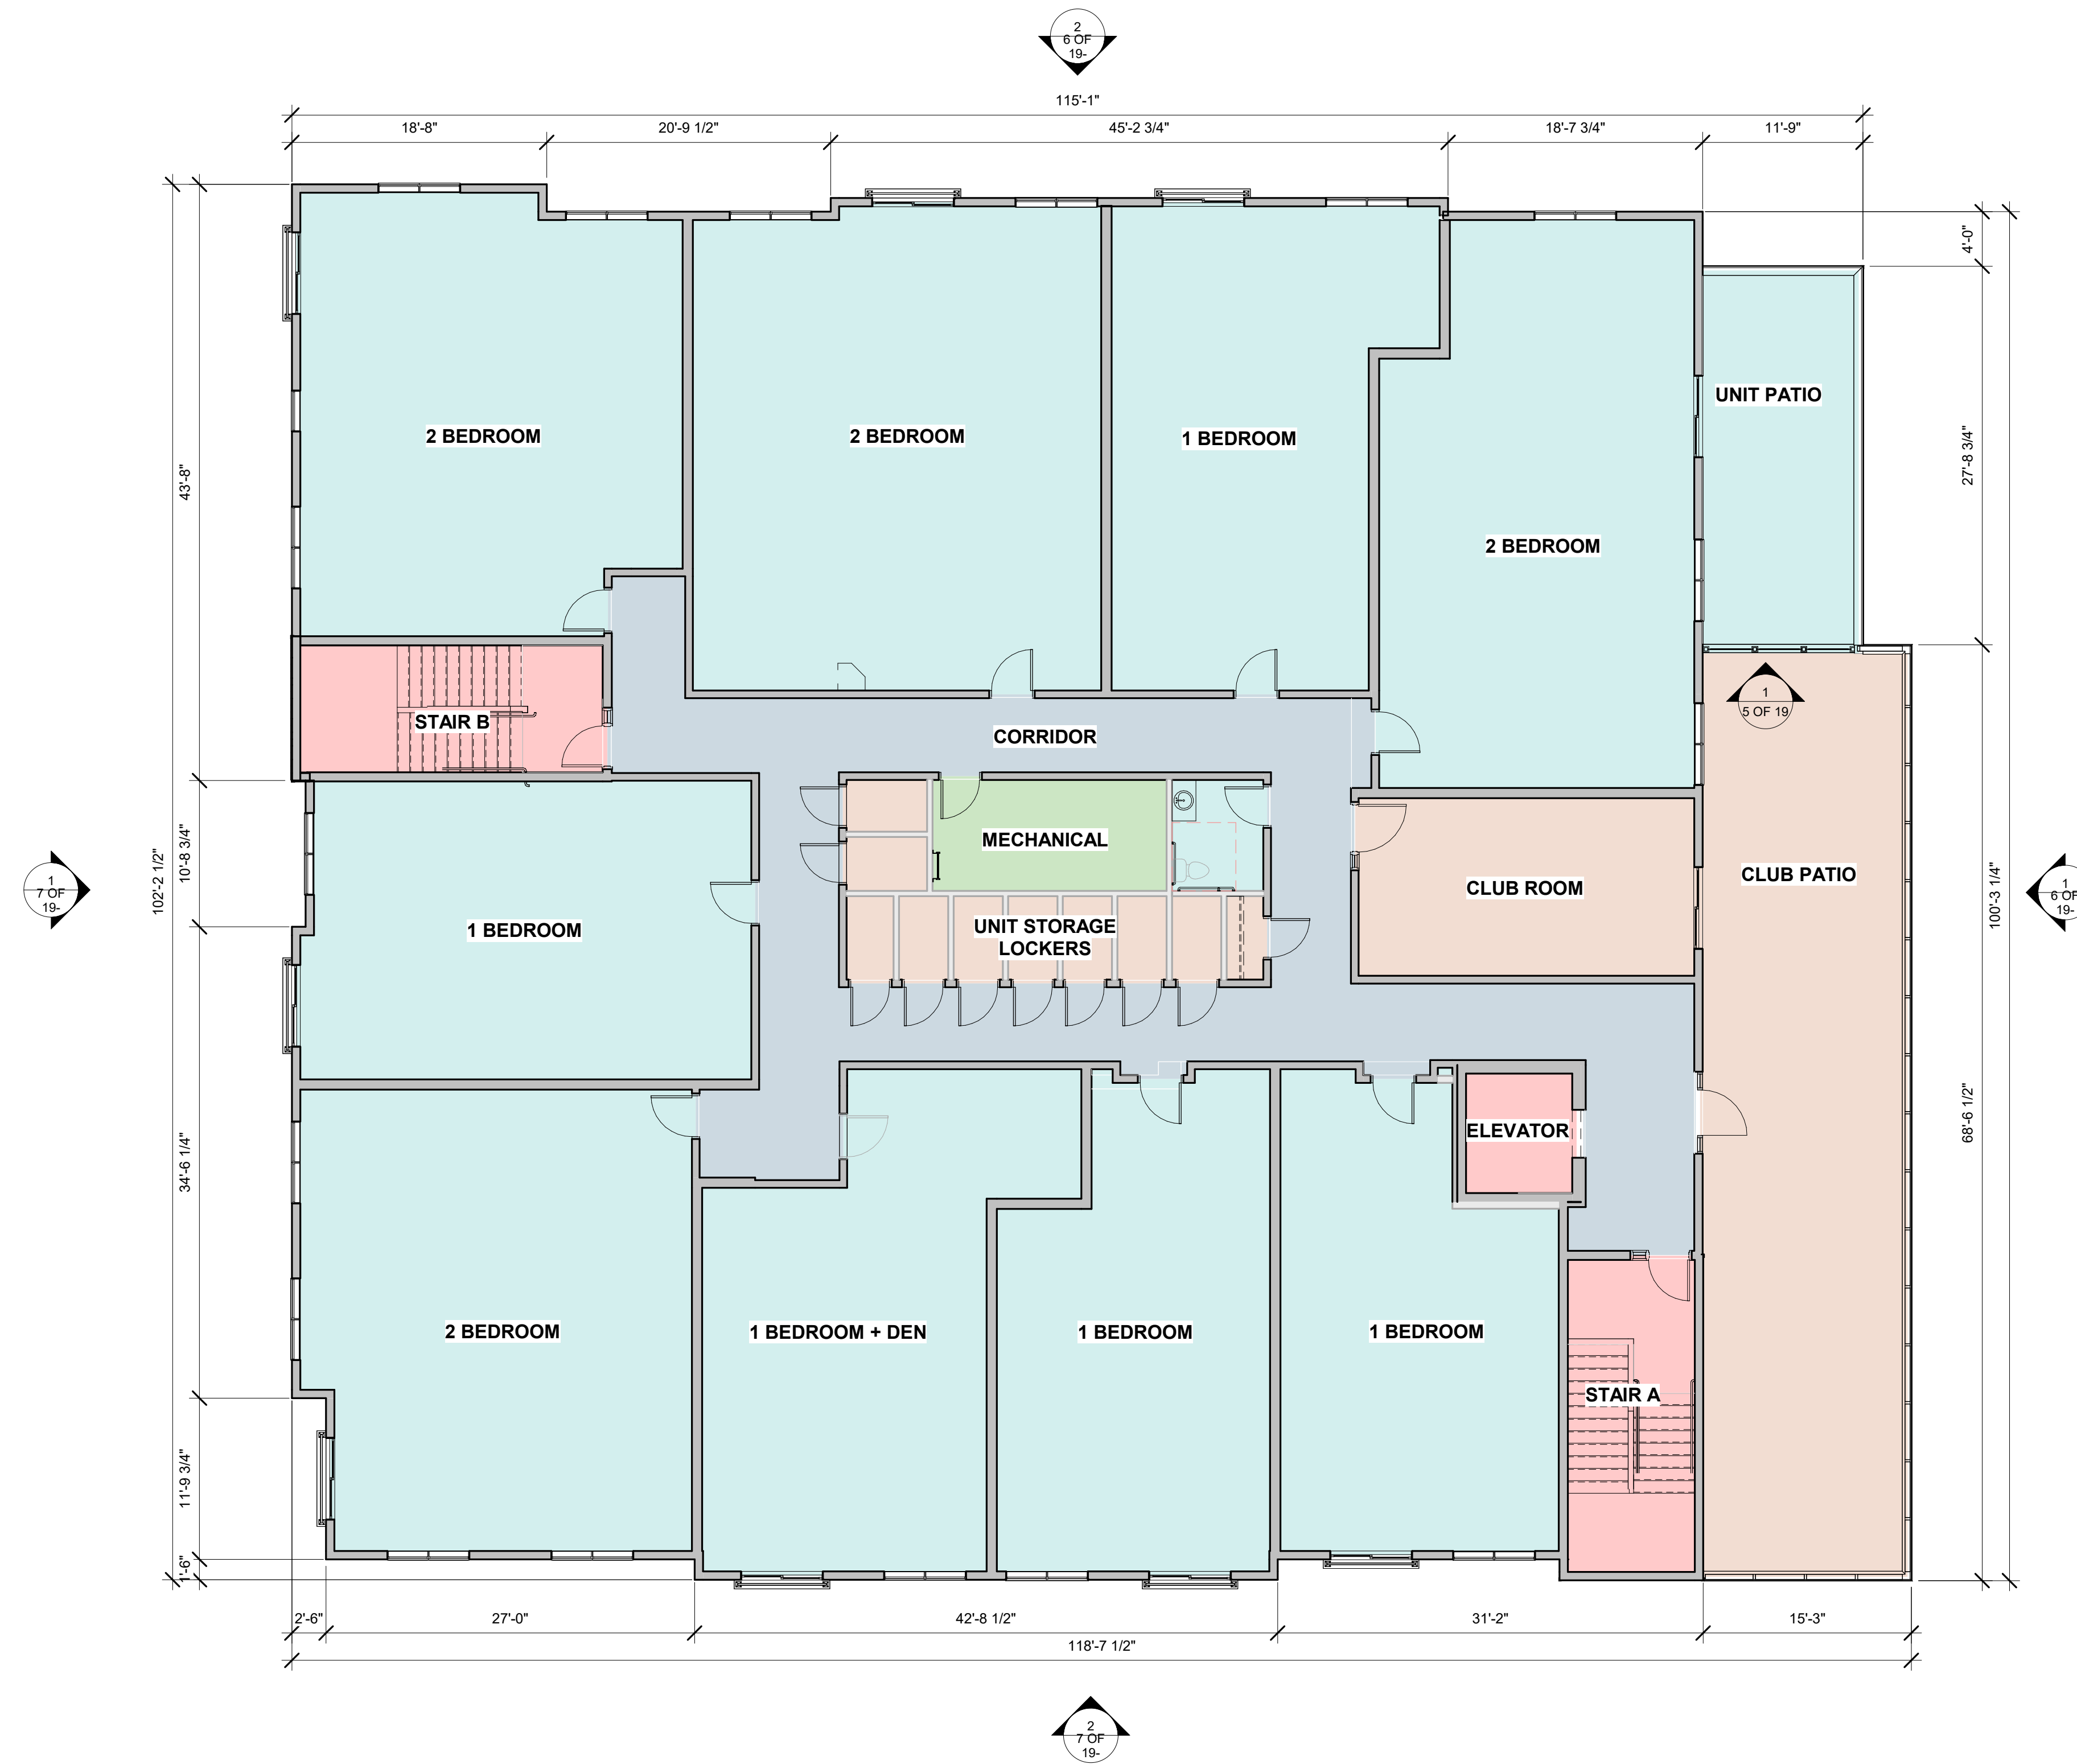 2
6 OF
19-
115'-1"
18'-8"
20'-9 1/2"
45'-2 3/4"
18'-7 3/4"
11'-9"
4'-0"
27'-8 3/4"
43'-8"
UNIT PATIO
2 BEDROOM
2 BEDROOM
1 BEDROOM
2 BEDROOM
1
5 OF 19
STAIR B
CORRIDOR
MECHANICAL
10'-8 3/4"
102'-2 1/2"
1
7 OF
19-
CLUB ROOM
CLUB PATIO
100'-3 1/4"
1
6 OF
19-
1 BEDROOM
UNIT STORAGE
LOCKERS
68'-6 1/2"
ELEVATOR
34'-6 1/4"
2 BEDROOM
1 BEDROOM + DEN
1 BEDROOM
1 BEDROOM
STAIR A
11'-9 3/4"
1'-6"
2'-6"
27'-0"
42'-8 1/2"
31'-2"
15'-3"
118'-7 1/2"
2
7 OF
19-